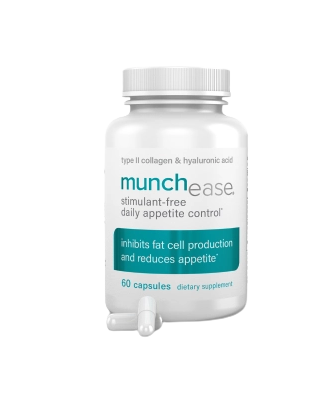 type II collagen & hyaluronic acid
munchease™
stimulant-free
daily appetite control*
inhibits fat cell production
and reduces appetite*
60 capsules dietary supplement